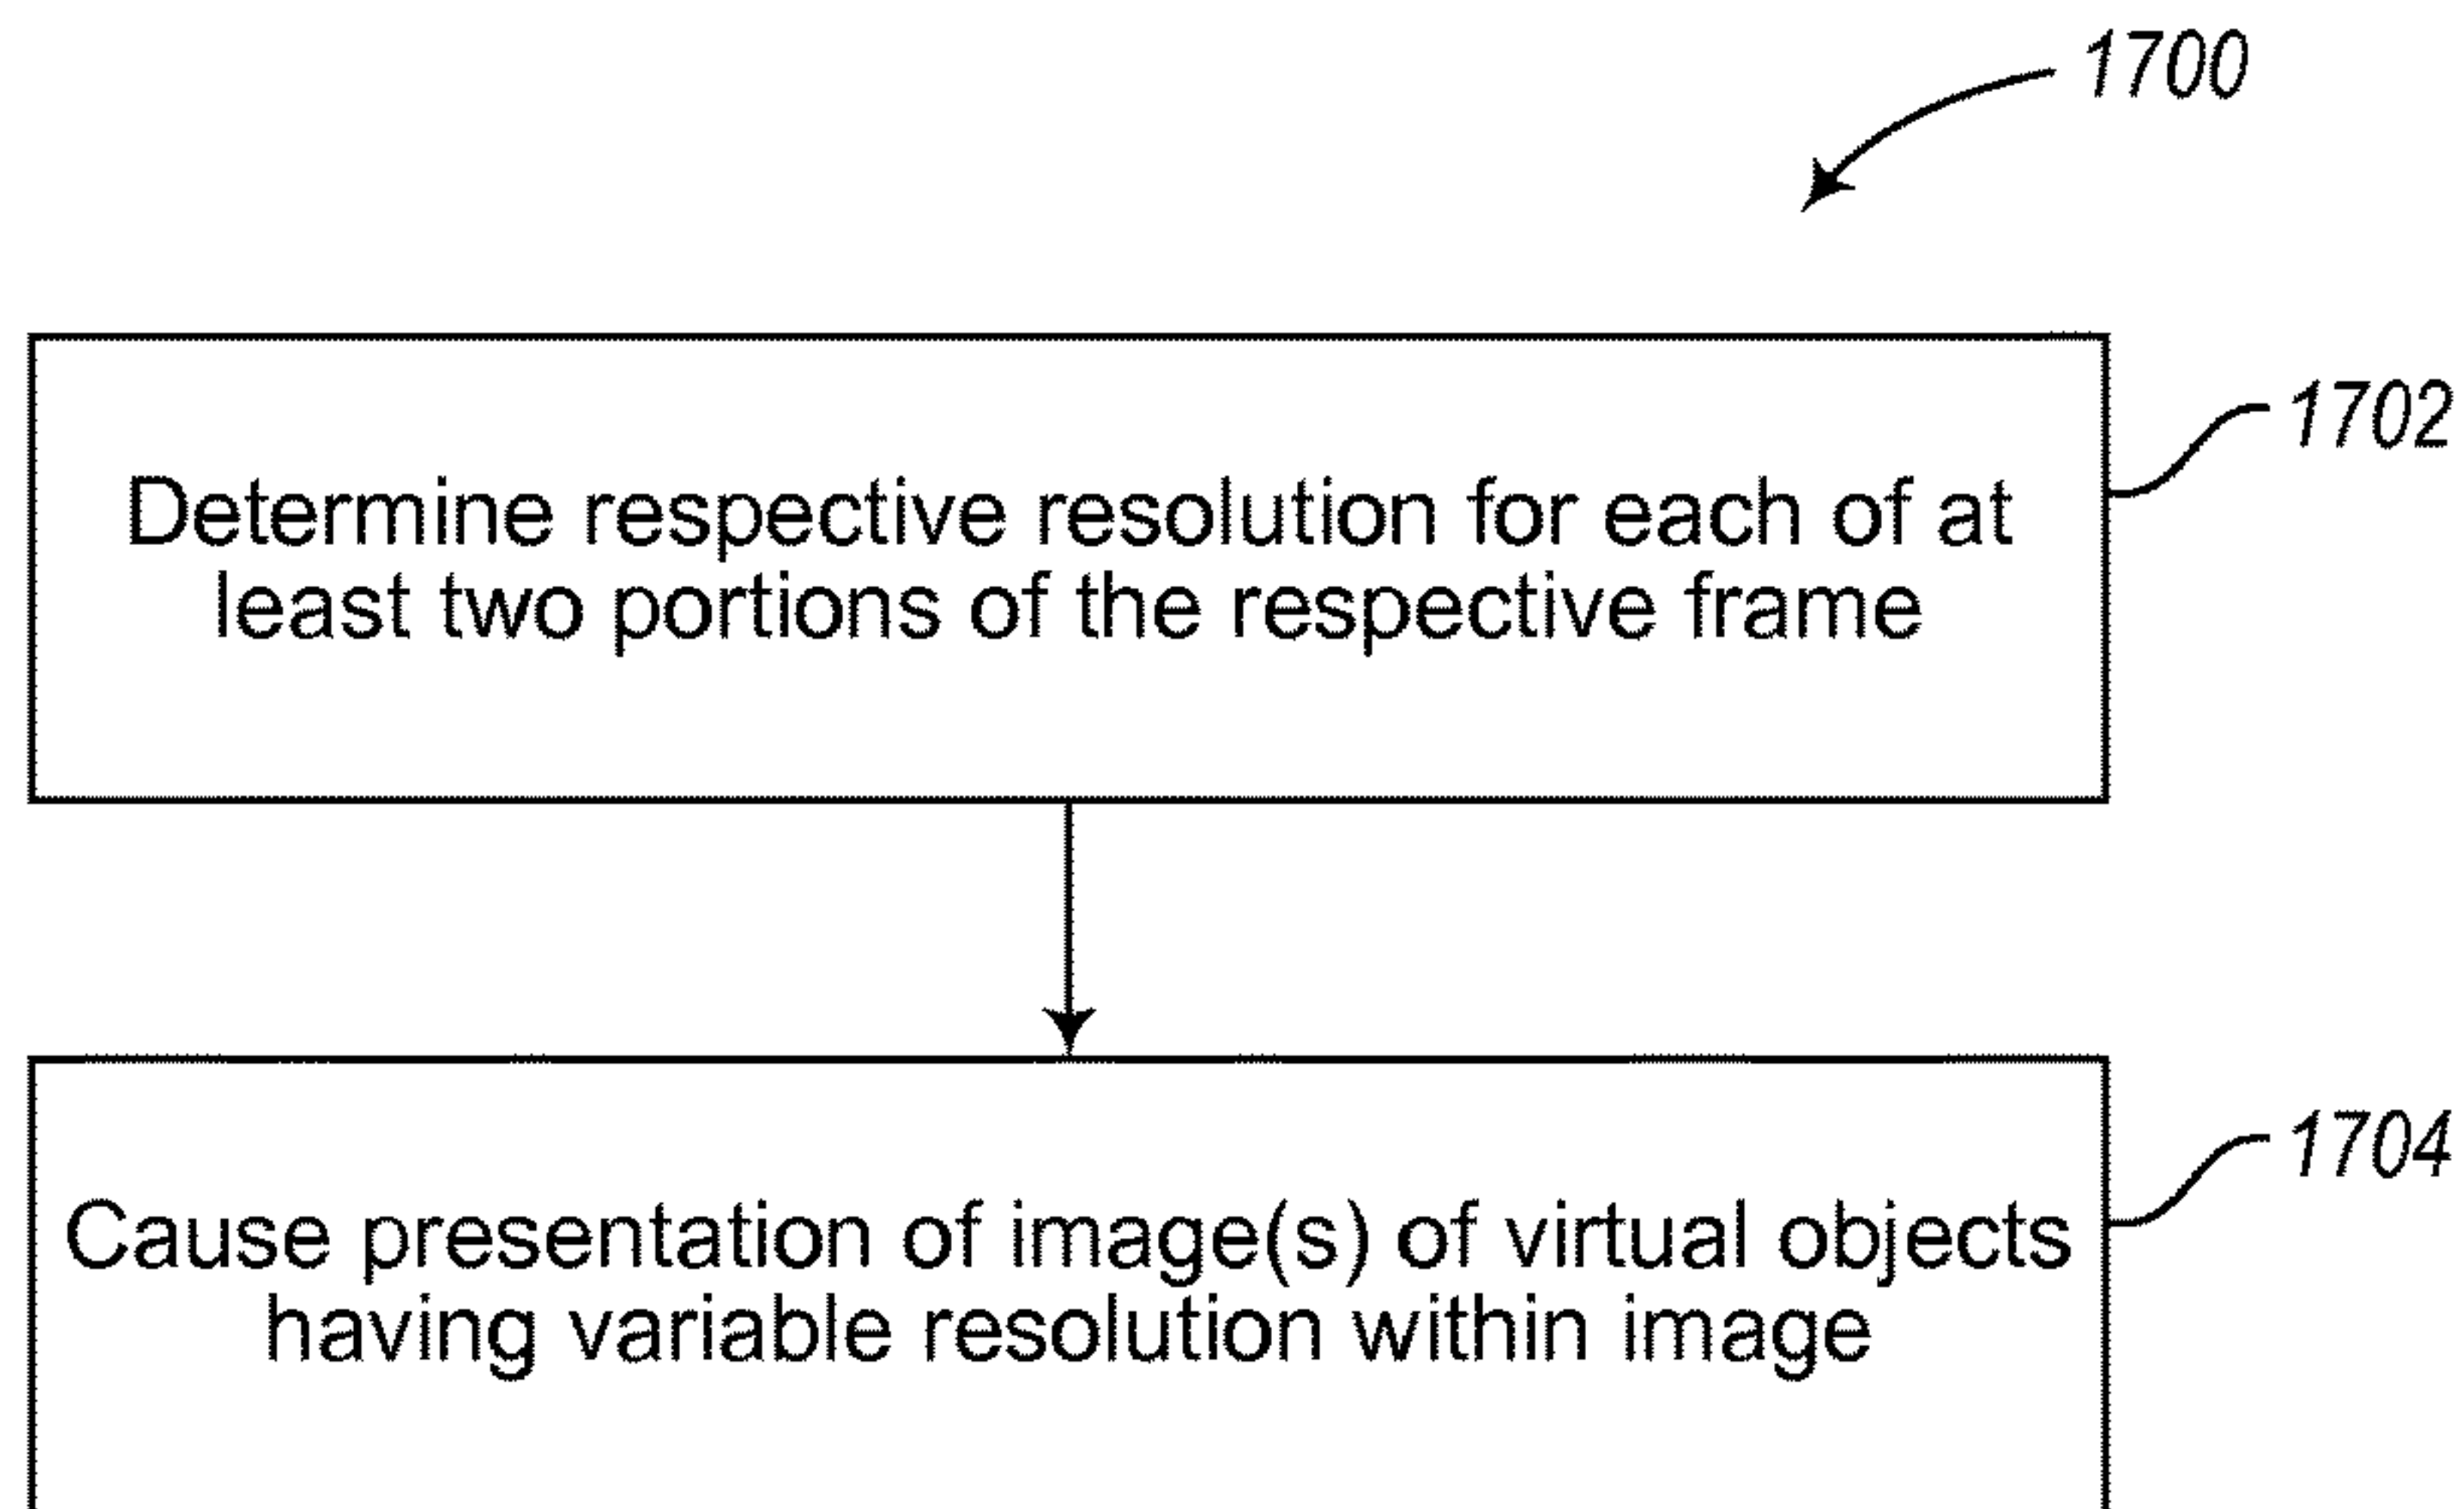 1700
1702
Determine respective resolution for each of at
least two portions of the respective frame
1704
Cause presentation of image(s) of virtual objects
having variable resolution within image